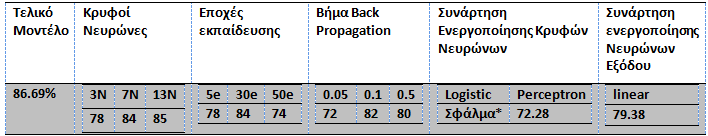 Τελικό Μοντέλο Κρυφοί Νευρώνες Εποχές εκπαίδευσης Βήμα Back Propagation Συνάρτηση Ενεργοποίησης Κρυφών Νευρώνων Συνάρτηση ενεργοποίησης Νευρώνων Εξόδου
86.69% 3N 7N 13N 5e 30e 50e 0.05 0.1 0.5 Logistic Perceptron linear
78 84 85 78 84 74 72 82 80 Σφάλμα* 72.28 79.38